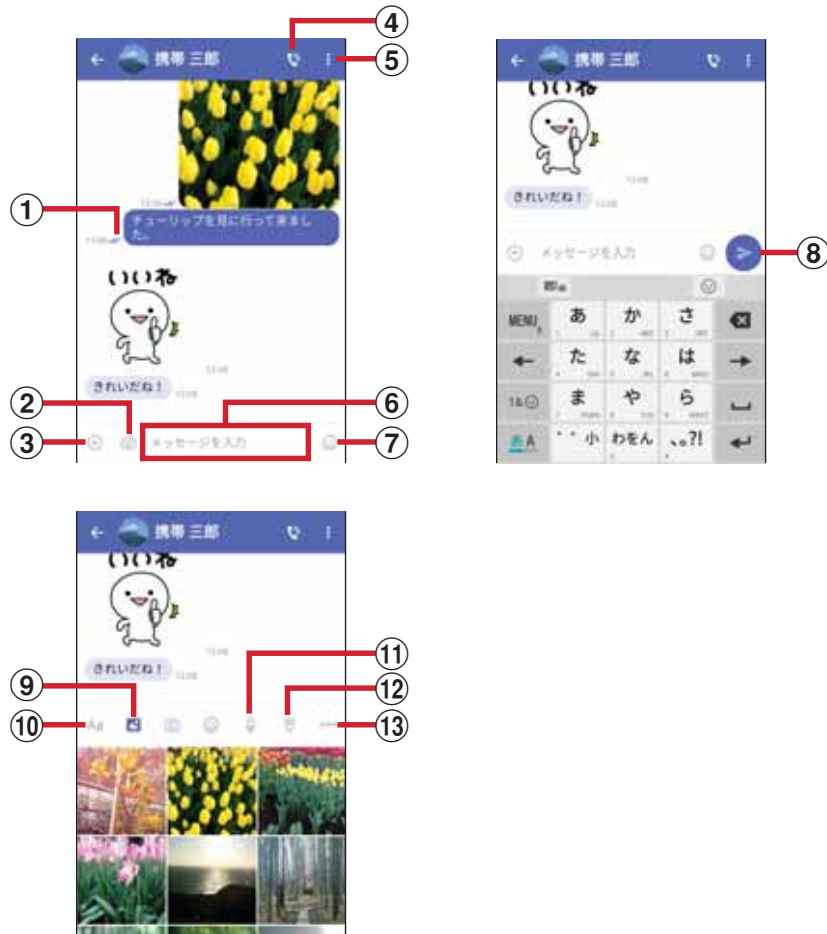 ④
携帯 三郎
⑤
①
チューリップを見に行って来まし
た。
いいね
きれいだね！
②
⑥
③
メッセージを入力
⑦
携帯 三郎
いいね
きれいだね！
メッセージを入力
⑧
MENU
あ
か
さ
た
な
は
1&
ま
や
ら
あA
小
わをん
、。?!
携帯 三郎
いいね
きれいだね！
⑨
⑪
⑫
⑩
Aa
⑬